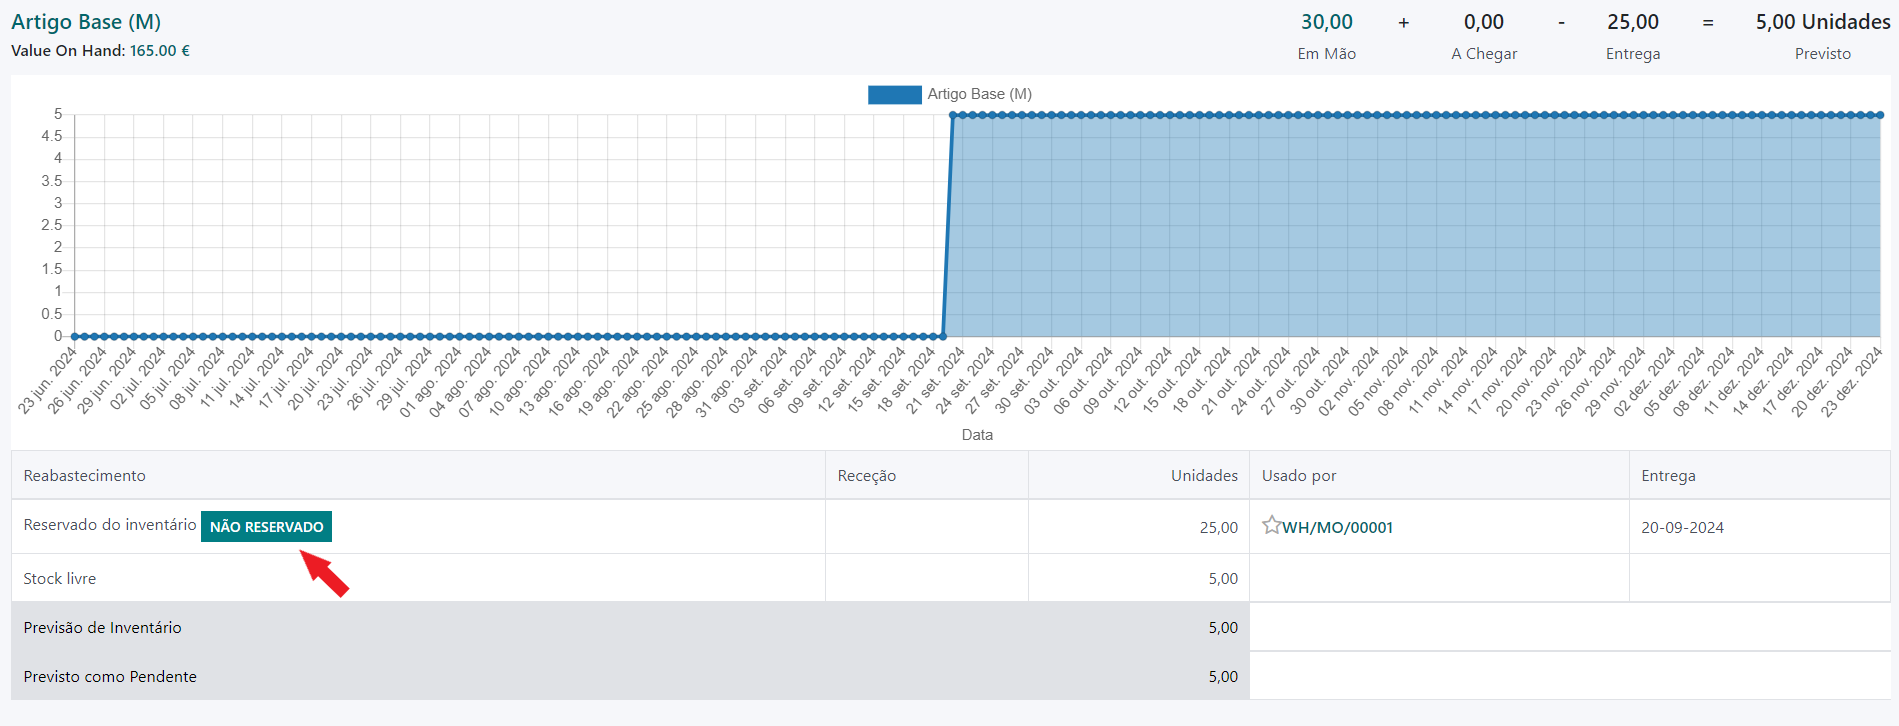 Artigo Base (M)
Value On Hand: 165.00 €
30,00 + 0,00 - 25,00 = 5,00 Unidades
Em Mão A Chegar Entrega Previsto
Artigo Base (M)
5
4.5
4
3.5
3
2.5
2
1.5
1
0.5
0
23 jun. 2024
26 jun. 2024
29 jun. 2024
02 jul. 2024
05 jul. 2024
08 jul. 2024
11 jul. 2024
14 jul. 2024
17 jul. 2024
20 jul. 2024
23 jul. 2024
26 jul. 2024
29 jul. 2024
01 ago. 2024
04 ago. 2024
07 ago. 2024
10 ago. 2024
13 ago. 2024
16 ago. 2024
19 ago. 2024
22 ago. 2024
25 ago. 2024
28 ago. 2024
31 ago. 2024
03 set. 2024
06 set. 2024
09 set. 2024
12 set. 2024
15 set. 2024
18 set. 2024
21 set. 2024
24 set. 2024
27 set. 2024
30 set. 2024
03 out. 2024
06 out. 2024
09 out. 2024
12 out. 2024
15 out. 2024
18 out. 2024
21 out. 2024
24 out. 2024
27 out. 2024
30 out. 2024
02 nov. 2024
05 nov. 2024
08 nov. 2024
11 nov. 2024
14 nov. 2024
17 nov. 2024
20 nov. 2024
23 nov. 2024
26 nov. 2024
29 nov. 2024
02 dez. 2024
05 dez. 2024
08 dez. 2024
11 dez. 2024
14 dez. 2024
17 dez. 2024
20 dez. 2024
23 dez. 2024
Data
Reabastecimento Receção Unidades Usado por Entrega
Reservado do inventário NÃO RESERVADO 25,00 WH/MO/00001 20-09-2024
Stock livre 5,00
Previsão de Inventário 5,00
Previsto como Pendente 5,00